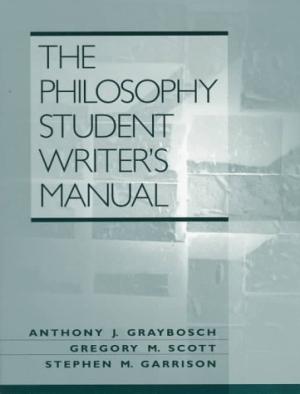 THE
PHILOSOPHY
STUDENT
WRITER'S
MANUAL
ANTHONY J. GRAYBOSCH
GREGORY M. SCOTT
STEPHEN M. GARRISON